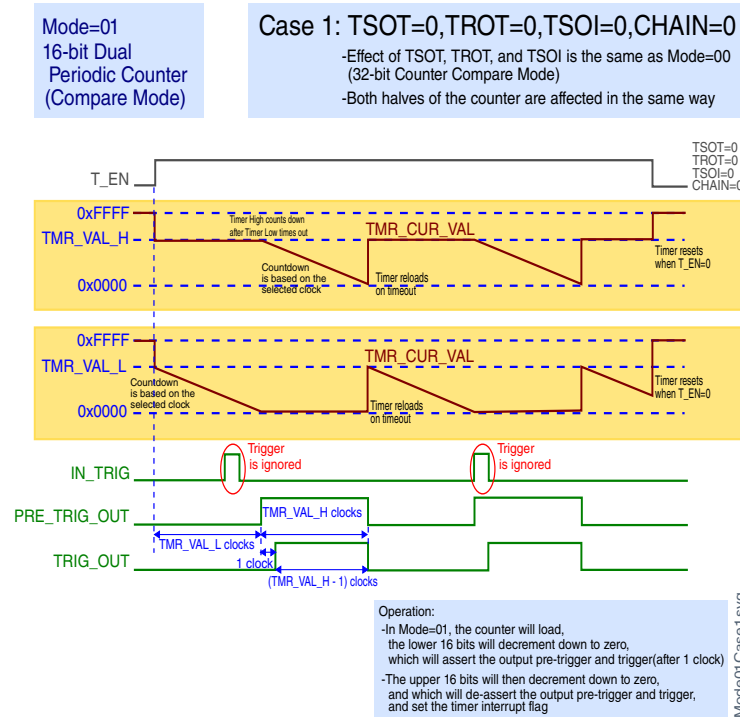 Mode=01
16-bit Dual
Periodic Counter
(Compare Mode)
Case 1: TSOT=0,TROT=0,TSOI=0,CHAIN=0
-Effect of TSOT, TROT, and TSOI is the same as Mode=00
(32-bit Counter Compare Mode)
-Both halves of the counter are affected in the same way
TSOT=0
TROT=0
TSOI=0
CHAIN=0
T_EN
0xFFFF
TMR_VAL_H
0x0000
Timer High counts down
after Timer Low times out
TMR_CUR_VAL
Countdown
is based on the
selected clock
Timer reloads
on timeout
Timer resets
when T_EN=0
0xFFFF
TMR_VAL_L
0x0000
TMR_CUR_VAL
Countdown
is based on the
selected clock
Timer reloads
on timeout
Timer resets
when T_EN=0
IN_TRIG
Trigger
is ignored
Trigger
is ignored
PRE_TRIG_OUT
TMR_VAL_H clocks
TMR_VAL_L clocks
TRIG_OUT
1 clock
(TMR_VAL_H - 1) clocks
Operation:
-In Mode=01, the counter will load,
the lower 16 bits will decrement down to zero,
which will assert the output pre-trigger and trigger(after 1 clock)
-The upper 16 bits will then decrement down to zero,
and which will de-assert the output pre-trigger and trigger,
and set the timer interrupt flag
Mode01Case1.svg